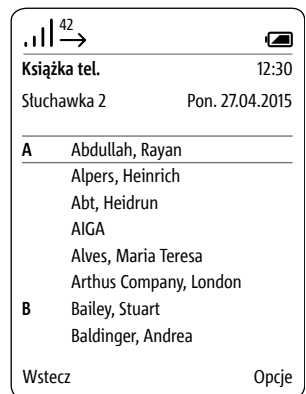 42
Książka tel. 12:30
Słuchawka 2 Pon. 27.04.2015
A Abdullah, Rayan
Alpers, Heinrich
Abt, Heidrun
AIGA
Alves, Maria Teresa
Arthus Company, London
B Bailey, Stuart
Baldinger, Andrea
Wstecz Opcje